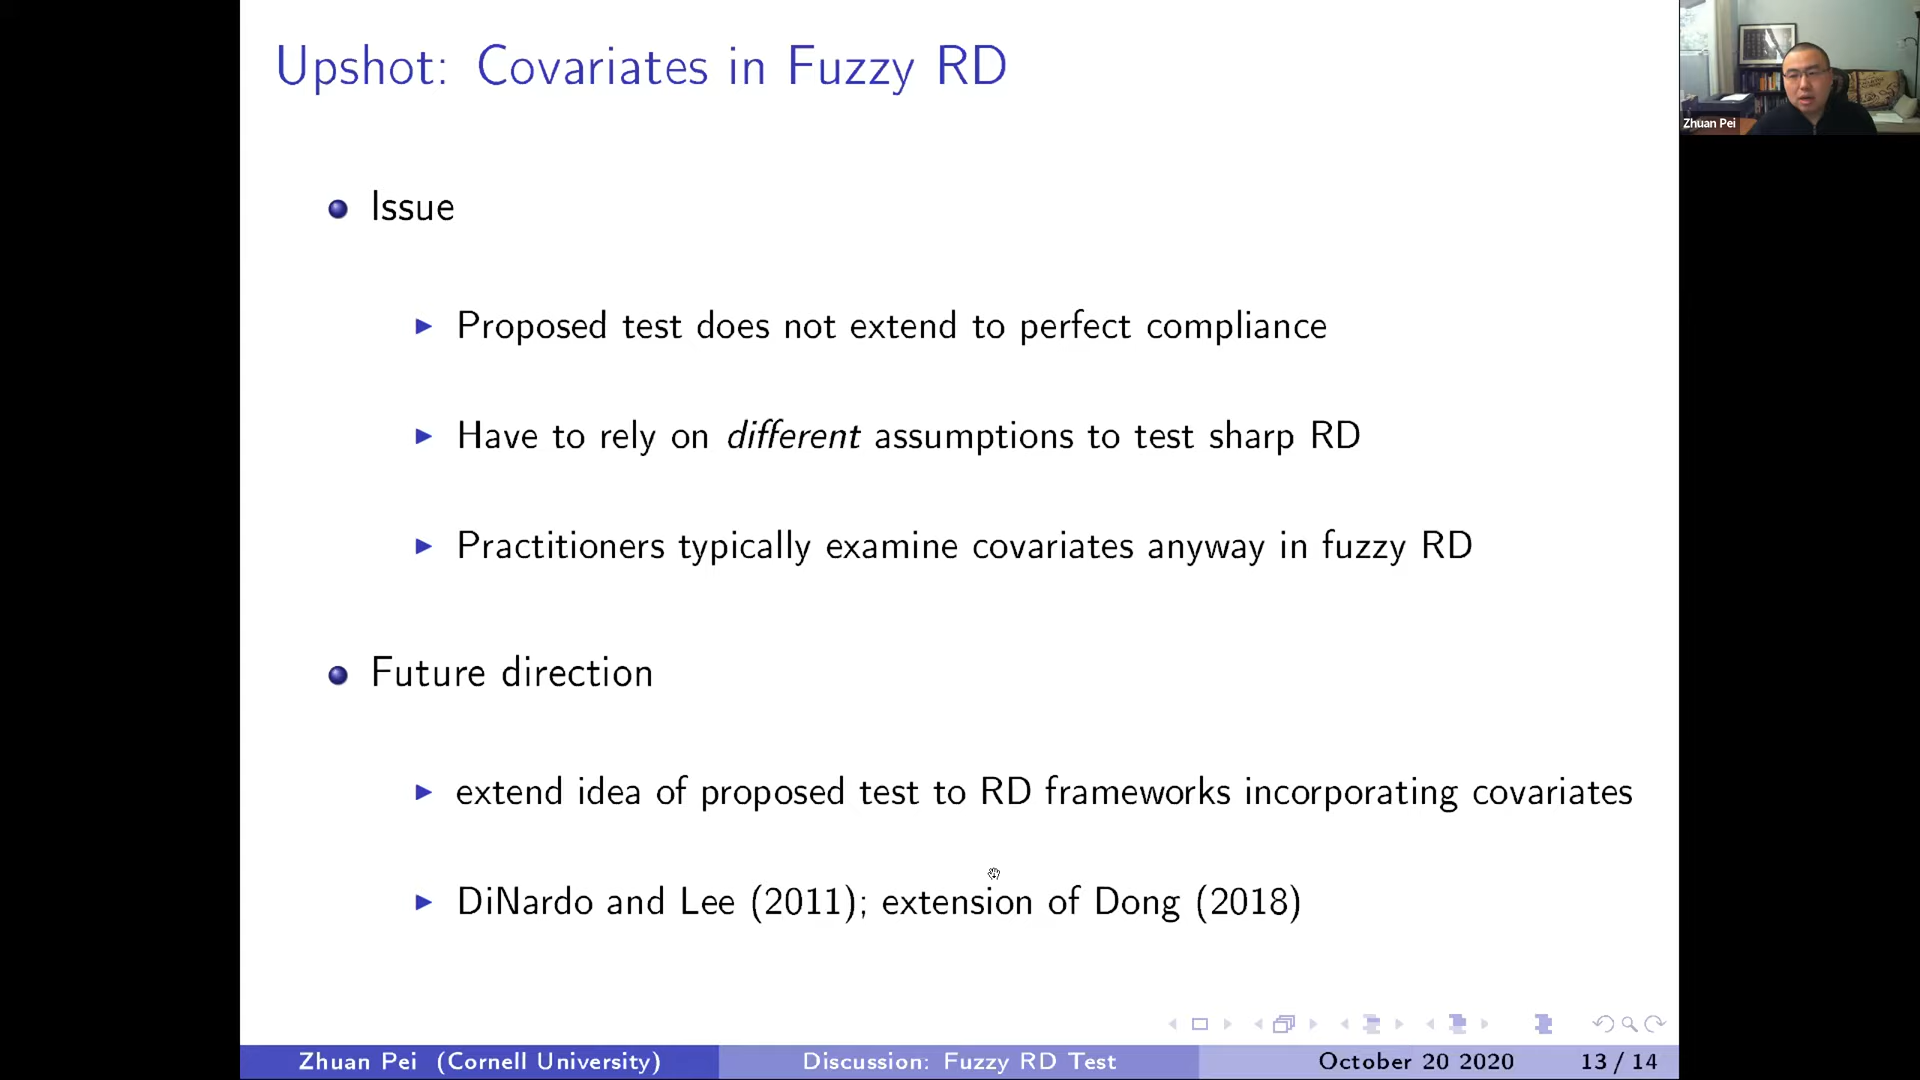 Upshot: Covariates in Fuzzy RD
Zhuan Pei
Issue
Proposed test does not extend to perfect compliance
Have to rely on different assumptions to test sharp RD
Practitioners typically examine covariates anyway in fuzzy RD
Future direction
extend idea of proposed test to RD frameworks incorporating covariates
DiNardo and Lee (2011); extension of Dong (2018)
Zhuan Pei (Cornell University) Discussion: Fuzzy RD Test October 20 2020 13 / 14